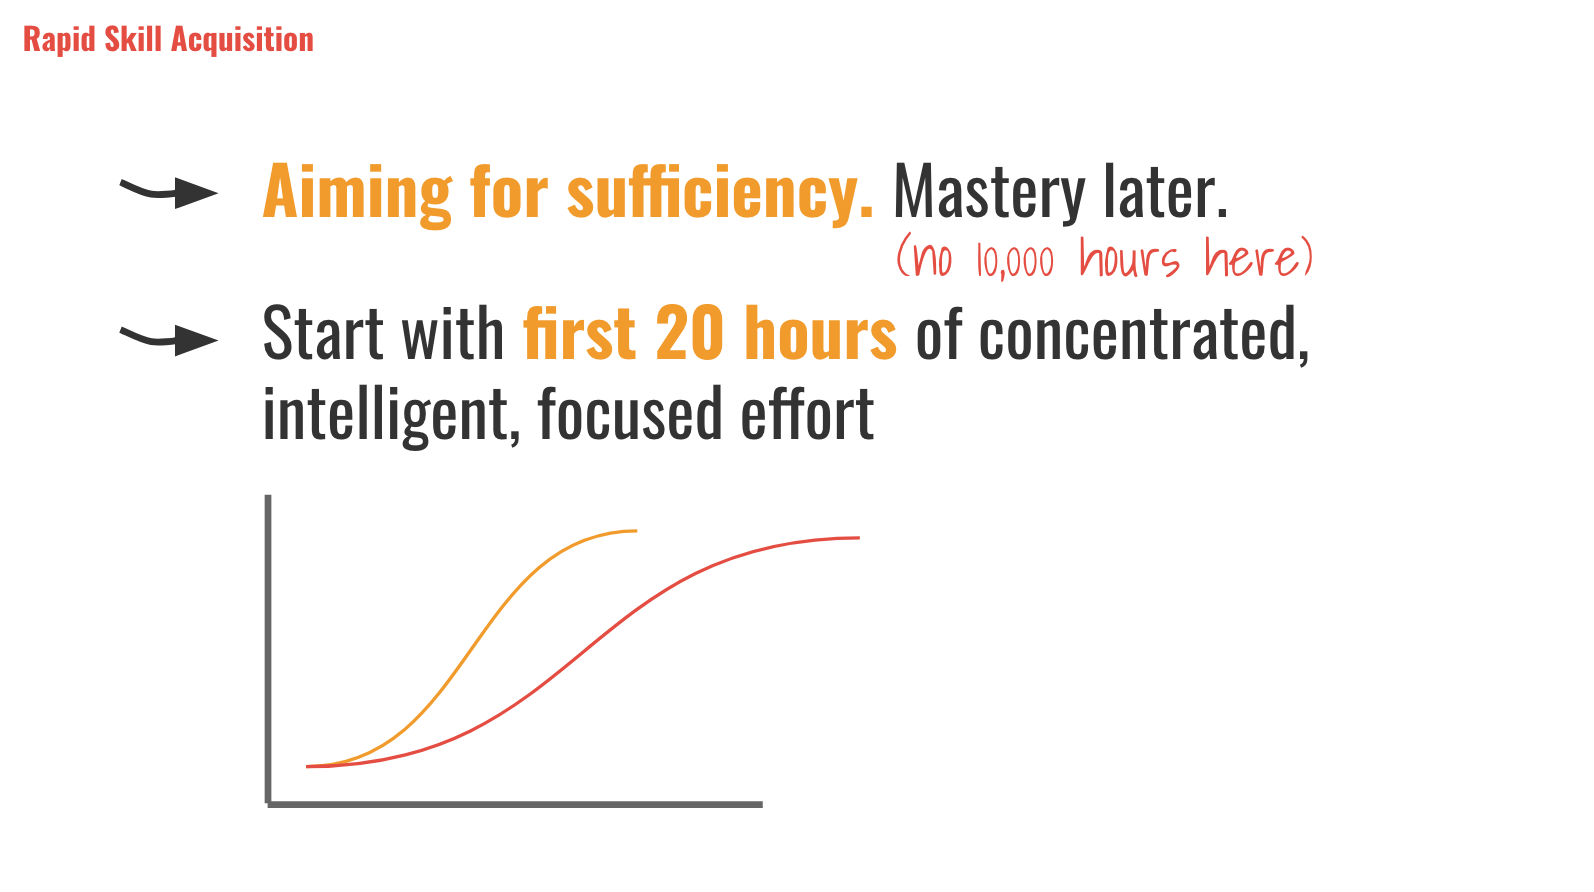 Rapid Skill Acquisition
Aiming for sufficiency. Mastery later.
(no 10,000 hours here)
Start with first 20 hours of concentrated,
intelligent, focused effort